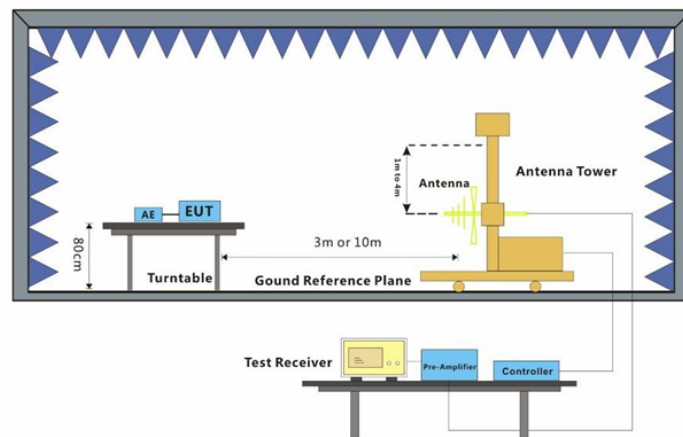 1m to 4m
Antenna
Antenna Tower
AE
EUT
80cm
3m or 10m
Turntable
Gound Reference Plane
Test Receiver
Pre-Amplifier
Controller